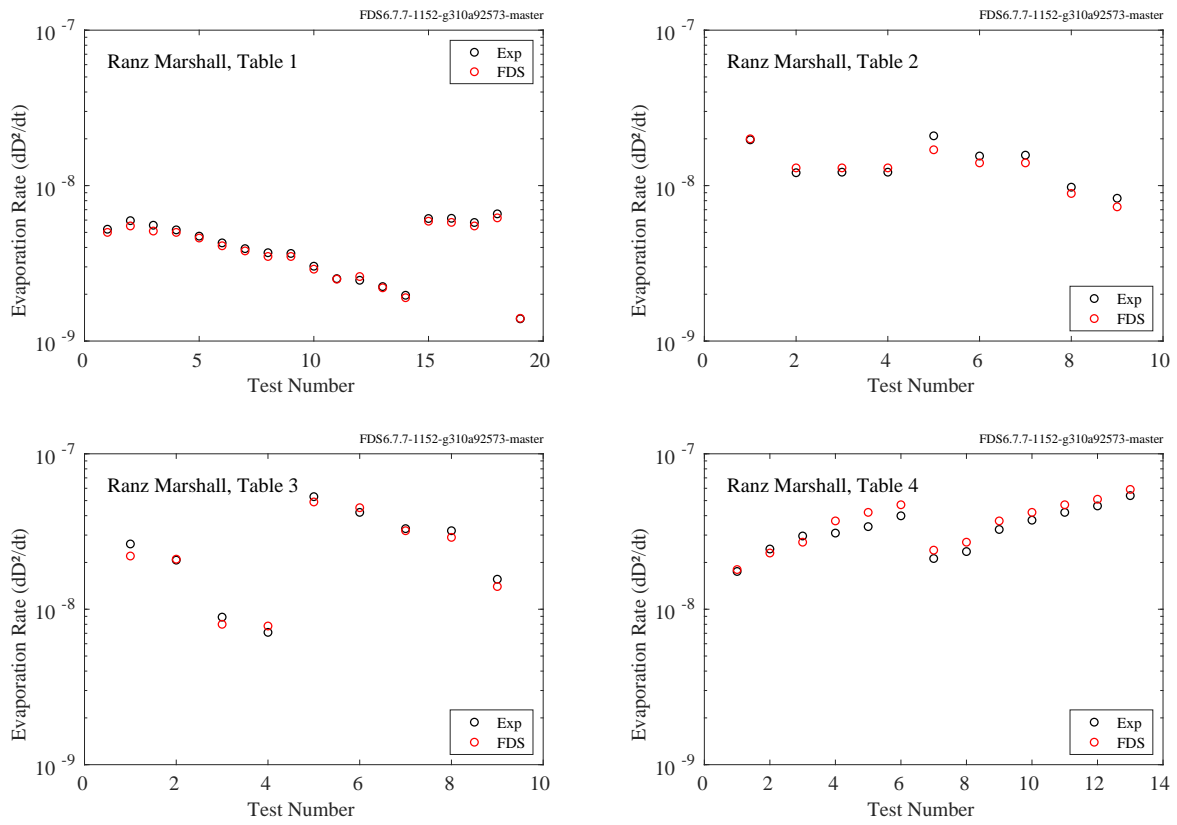 FDS6.7.7-1152-g310a92573-master
Ranz Marshall, Table 1
Exp
FDS
Evaporation Rate (dD²/dt)
10^-7
10^-8
10^-9
0 5 10 15 20
Test Number
FDS6.7.7-1152-g310a92573-master
Ranz Marshall, Table 2
Exp
FDS
Evaporation Rate (dD²/dt)
10^-7
10^-8
10^-9
0 2 4 6 8 10
Test Number
FDS6.7.7-1152-g310a92573-master
Ranz Marshall, Table 3
Exp
FDS
Evaporation Rate (dD²/dt)
10^-7
10^-8
10^-9
0 2 4 6 8 10
Test Number
FDS6.7.7-1152-g310a92573-master
Ranz Marshall, Table 4
Exp
FDS
Evaporation Rate (dD²/dt)
10^-7
10^-8
10^-9
0 2 4 6 8 10 12 14
Test Number